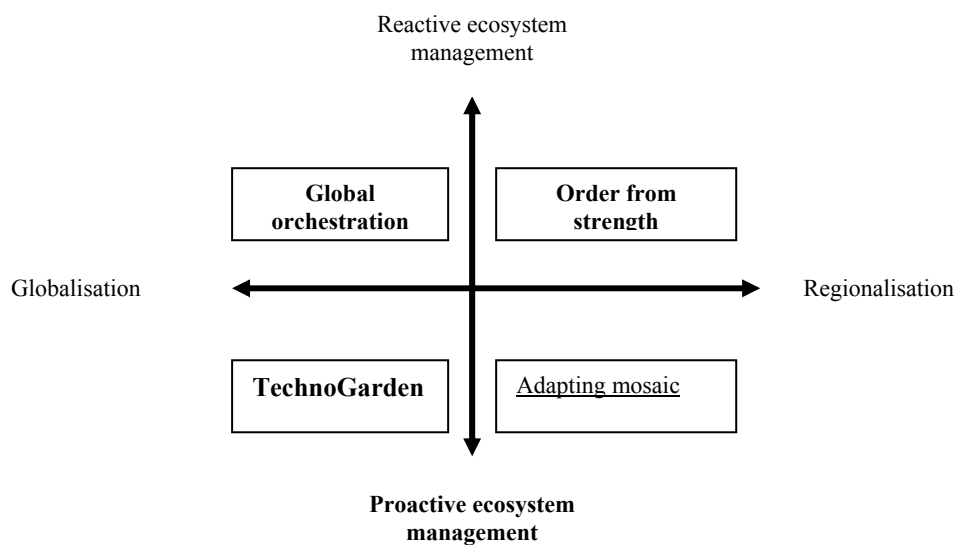 Reactive ecosystem
management
Global
orchestration
Order from
strength
Globalisation
Regionalisation
TechnoGarden
Adapting mosaic
Proactive ecosystem
management